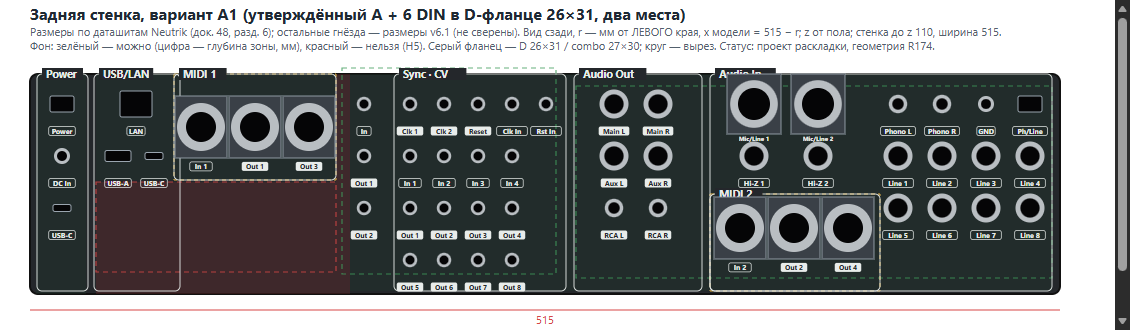 Задняя стенка, вариант A1 (утверждённый A + 6 DIN в D-фланце 26×31, два места)
Размеры по даташитам Neutrik (док. 48, разд. 6); остальные гнёзда — размеры v6.1 (не сверены). Вид сзади, r — мм от ЛЕВОГО края, x модели = 515 − r; z от пола; стенка до z 110, ширина 515.
Фон: зелёный — можно (цифра — глубина зоны, мм), красный — нельзя (H5). Серый фланец — D 26×31 / combo 27×30; круг — вырез. Статус: проект раскладки, геометрия R174.
Power USB/LAN MIDI 1 Sync · CV Audio Out Audio In
Power LAN In Clk 1 Clk 2 Reset Clk In Rst In Main L Main R Mic/Line 1 Mic/Line 2 Phono L Phono R GND Ph/Line
In 1 Out 1 Out 3
DC In USB-A USB-C Out 1 In 1 In 2 In 3 In 4 Aux L Aux R Hi-Z 1 Hi-Z 2 Line 1 Line 2 Line 3 Line 4
MIDI 2
USB-C Out 2 Out 1 Out 2 Out 3 Out 4 RCA L RCA R Line 5 Line 6 Line 7 Line 8
In 2 Out 2 Out 4
Out 5 Out 6 Out 7 Out 8
515